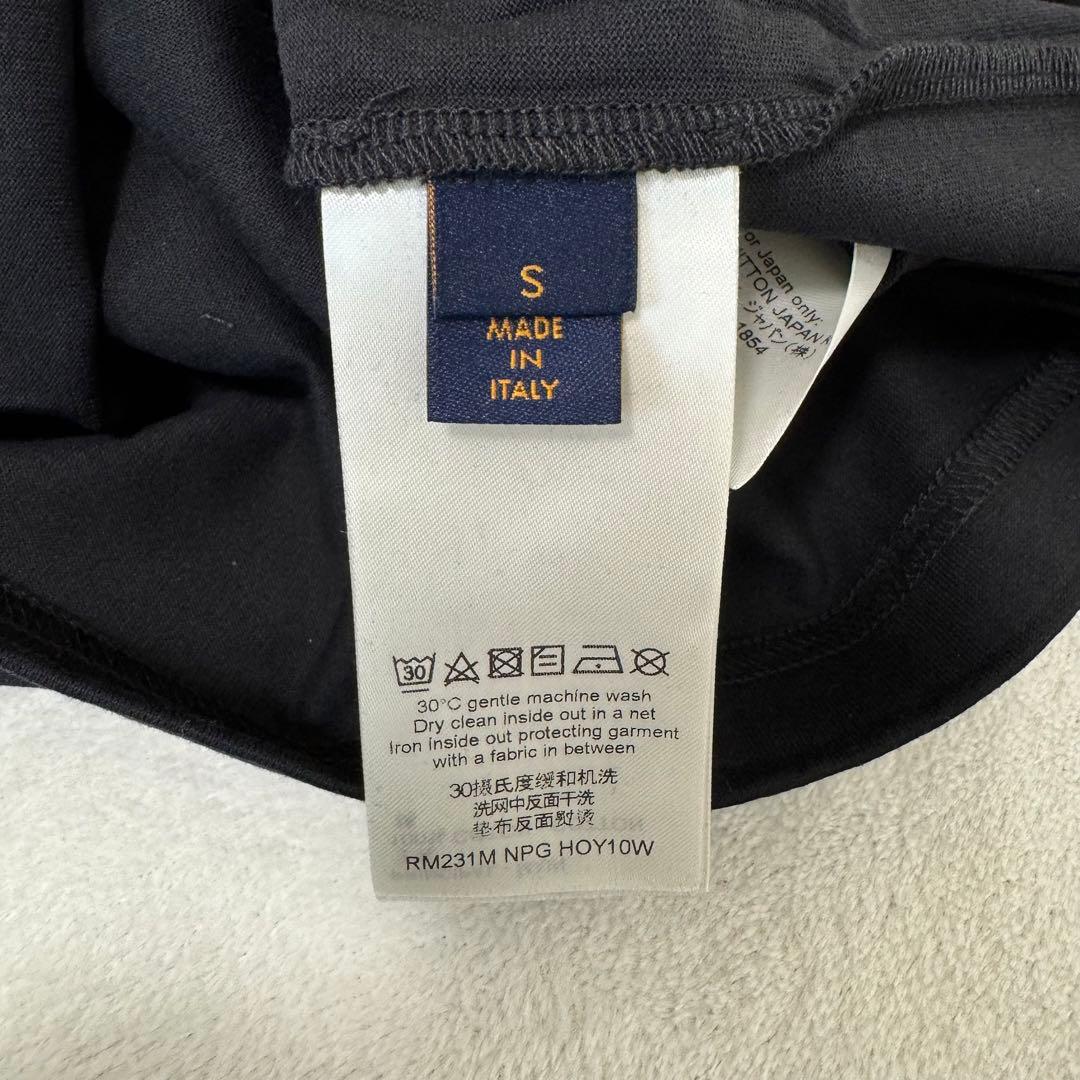 S
MADE
IN
ITALY
or Japan only:
TTON JAPAN
ジャパン(株)
1854
30
30°C gentle machine wash
Dry clean inside out in a net
Iron inside out protecting garment
with a fabric in between
30摄氏度缓和机洗
洗网中反面干洗
垫布反面熨烫
RM231M NPG HOY10W